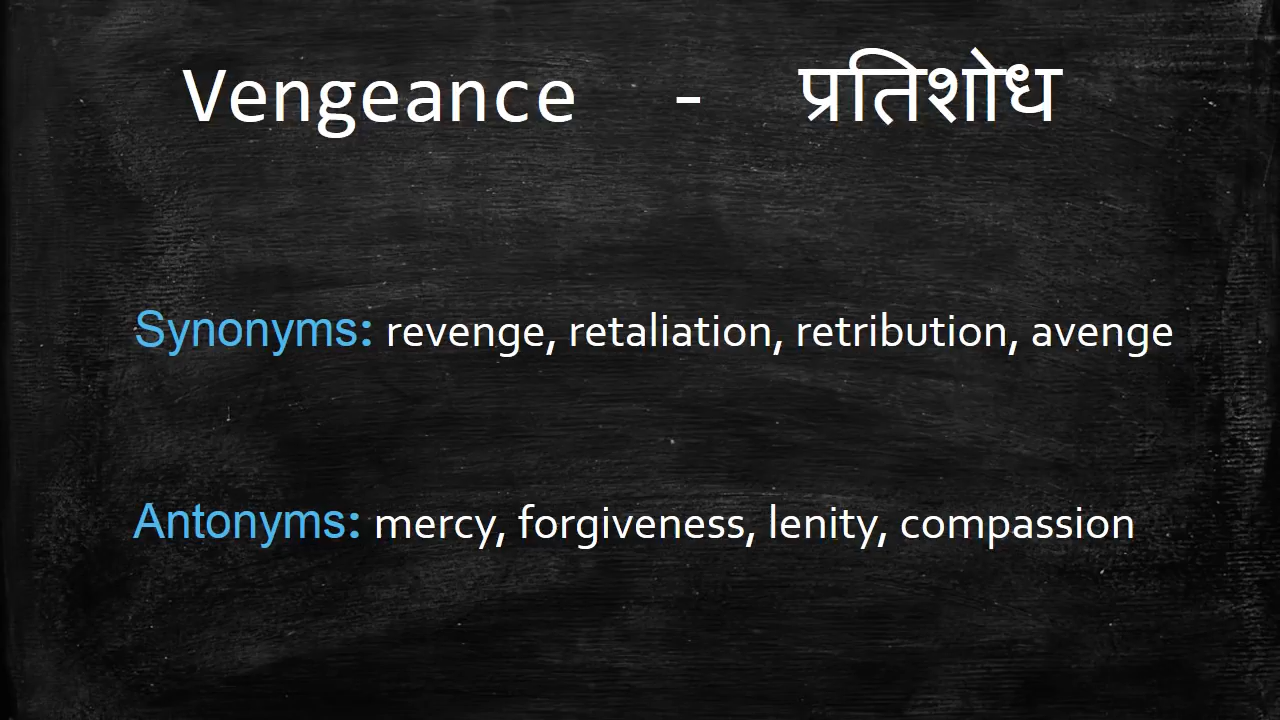 Vengeance - प्रतिशोध
Synonyms: revenge, retaliation, retribution, avenge
Antonyms: mercy, forgiveness, lenity, compassion